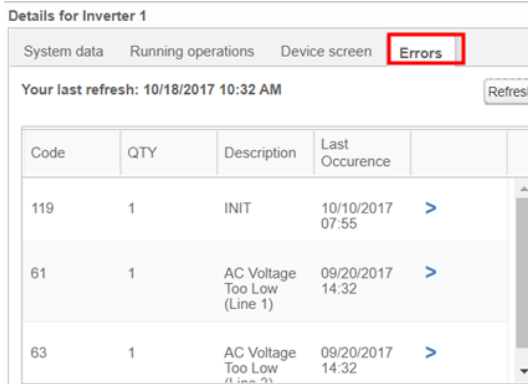 Details for Inverter 1
System data Running operations Device screen Errors
Your last refresh: 10/18/2017 10:32 AM
Code QTY Description Last
Occurence
119 1 INIT 10/10/2017
07:55
>
61 1 AC Voltage 09/20/2017
Too Low 14:32
(Line 1)
>
63 1 AC Voltage 09/20/2017
Too Low 14:32
>